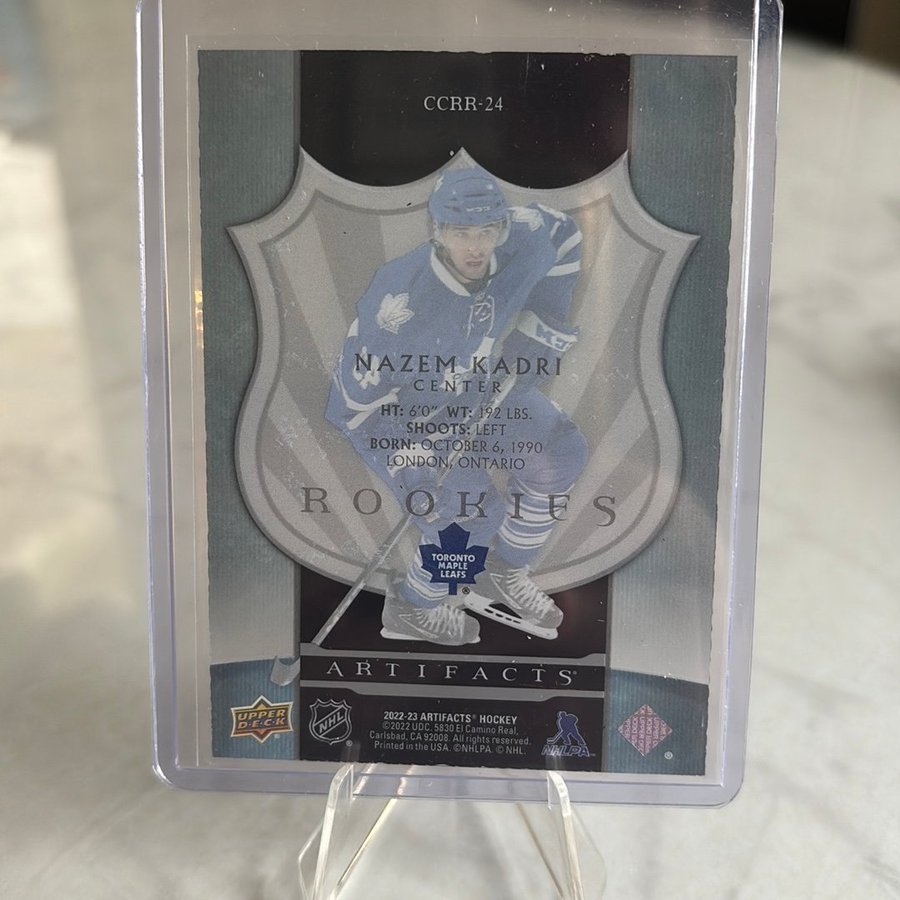 CCRR-24
NAZEM KADRI
CENTER
HT: 6'0" WT: 192 LBS.
SHOOTS: LEFT
BORN: OCTOBER 6, 1990
LONDON, ONTARIO
ROOKIES
TORONTO
MAPLE
LEAFS
®
ARTIFACTS®
UPPER
D·E·C·K
NHL
®
2022-23 ARTIFACTS® HOCKEY
©2022 UDC. 5830 El Camino Real,
Carlsbad, CA 92008. All rights reserved.
Printed in the USA. ©NHLPA. © NHL.
NHLPA
®